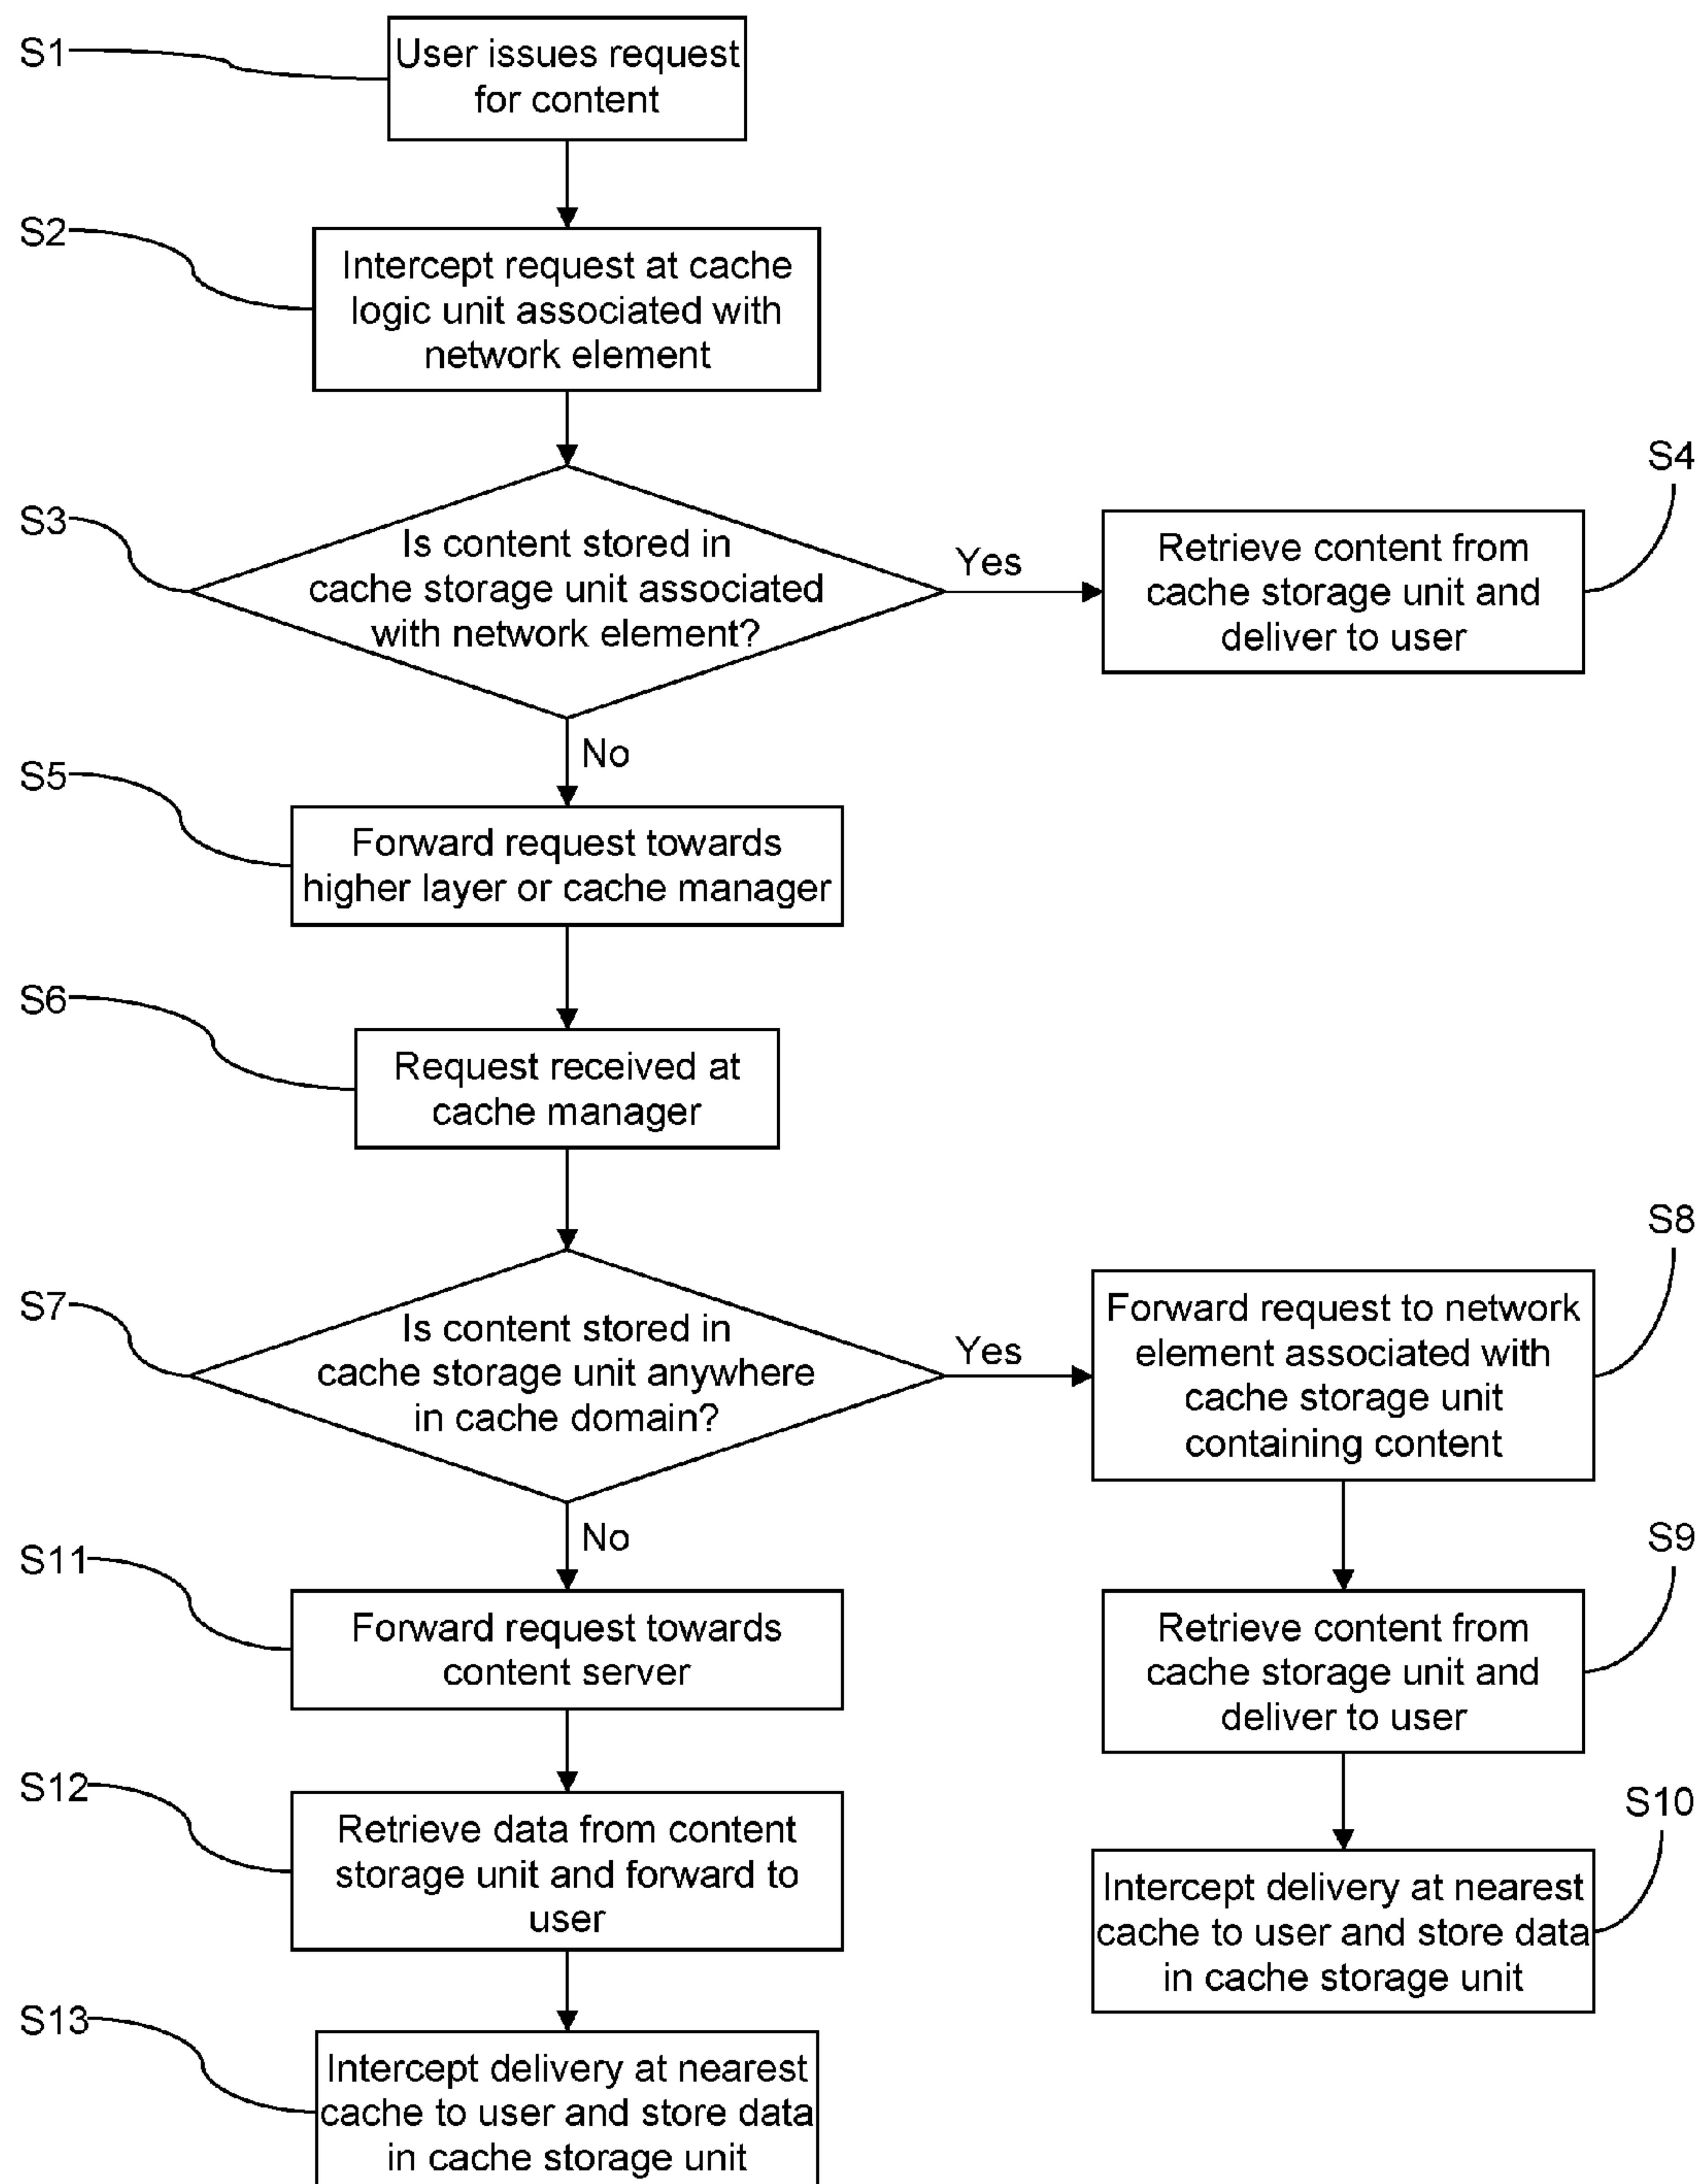 S1
User issues request
for content
S2
Intercept request at cache
logic unit associated with
network element
S3
Is content stored in
cache storage unit associated
with network element?
Yes
S4
Retrieve content from
cache storage unit and
deliver to user
No
S5
Forward request towards
higher layer or cache manager
S6
Request received at
cache manager
S7
Is content stored in
cache storage unit anywhere
in cache domain?
Yes
S8
Forward request to network
element associated with
cache storage unit
containing content
S9
Retrieve content from
cache storage unit and
deliver to user
S10
Intercept delivery at nearest
cache to user and store data
in cache storage unit
No
S11
Forward request towards
content server
S12
Retrieve data from content
storage unit and forward to
user
S13
Intercept delivery at nearest
cache to user and store data
in cache storage unit